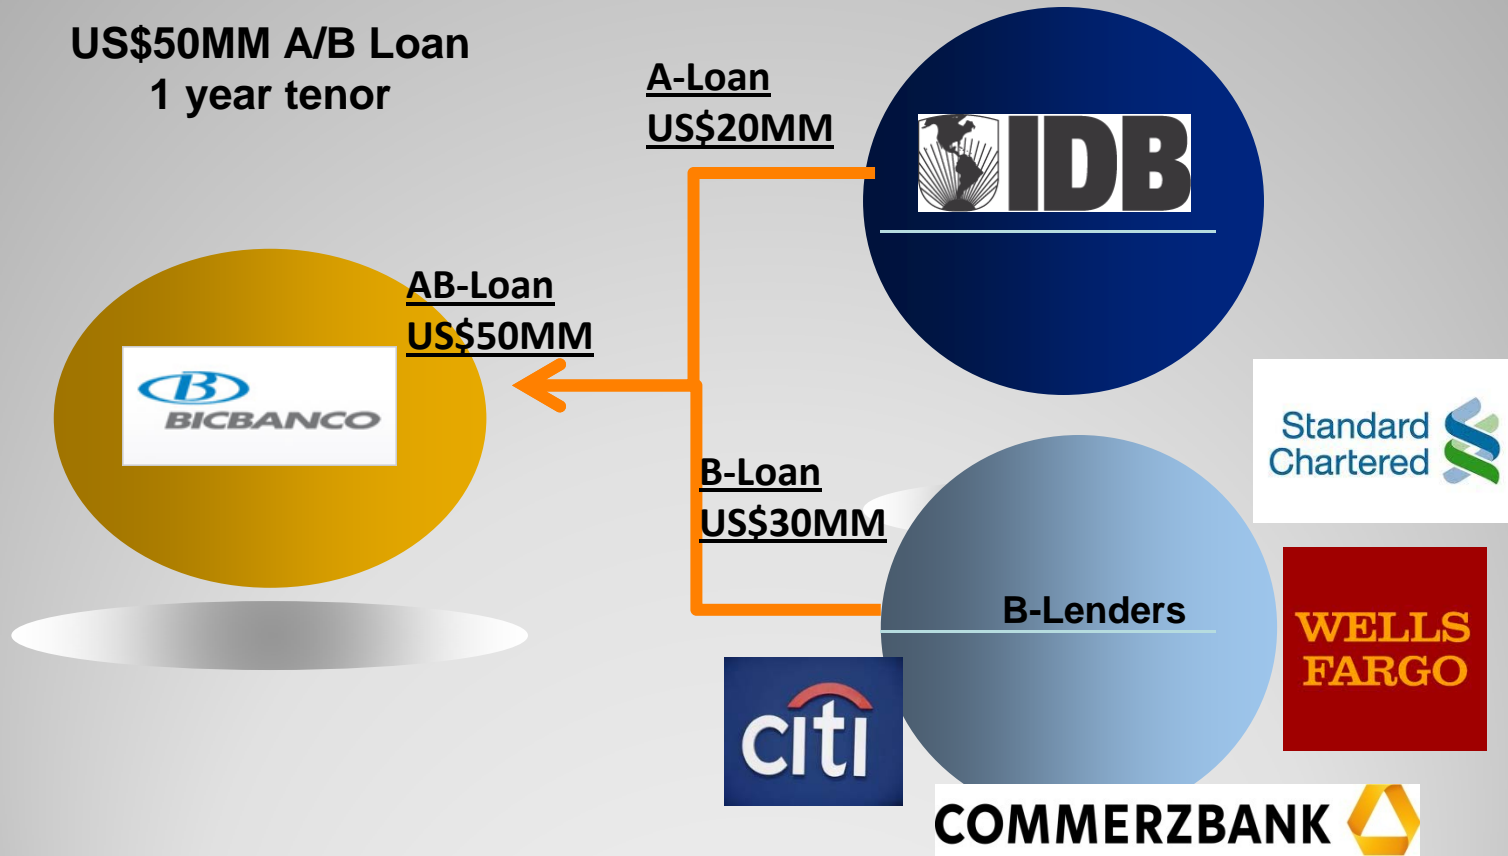 US$50MM A/B Loan
1 year tenor
A-Loan
US$20MM
IDB
AB-Loan
US$50MM
B
BICBANCO
B-Loan
US$30MM
Standard
Chartered
B-Lenders
WELLS
FARGO
citi
COMMERZBANK